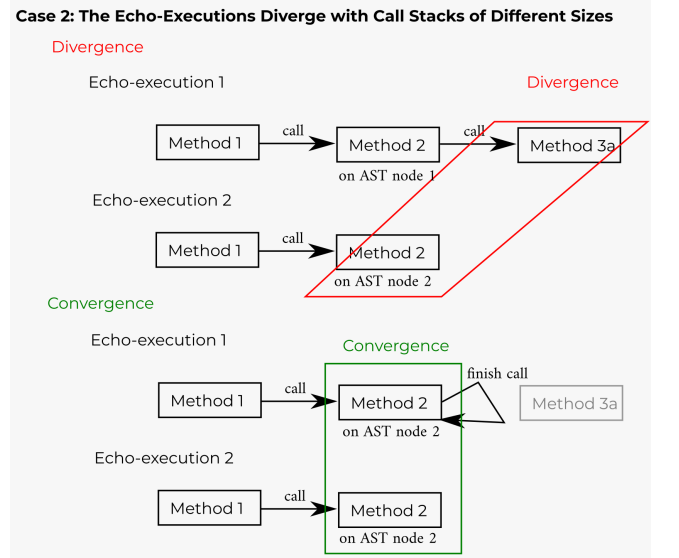 Case 2: The Echo-Executions Diverge with Call Stacks of Different Sizes
Divergence
Echo-execution 1
Divergence
Method 1
call
Method 2
call
Method 3a
on AST node 1
Echo-execution 2
Method 1
call
Method 2
on AST node 2
Convergence
Echo-execution 1
Convergence
Method 1
call
Method 2
finish call
Method 3a
on AST node 2
Echo-execution 2
Method 1
call
Method 2
on AST node 2